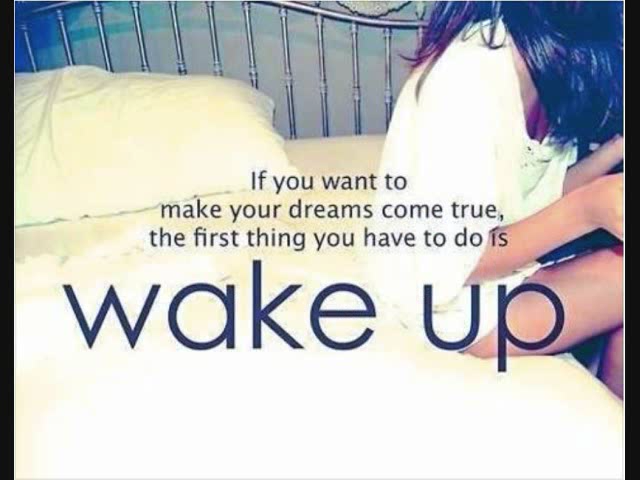 If you want to
make your dreams come true,
the first thing you have to do is
wake up